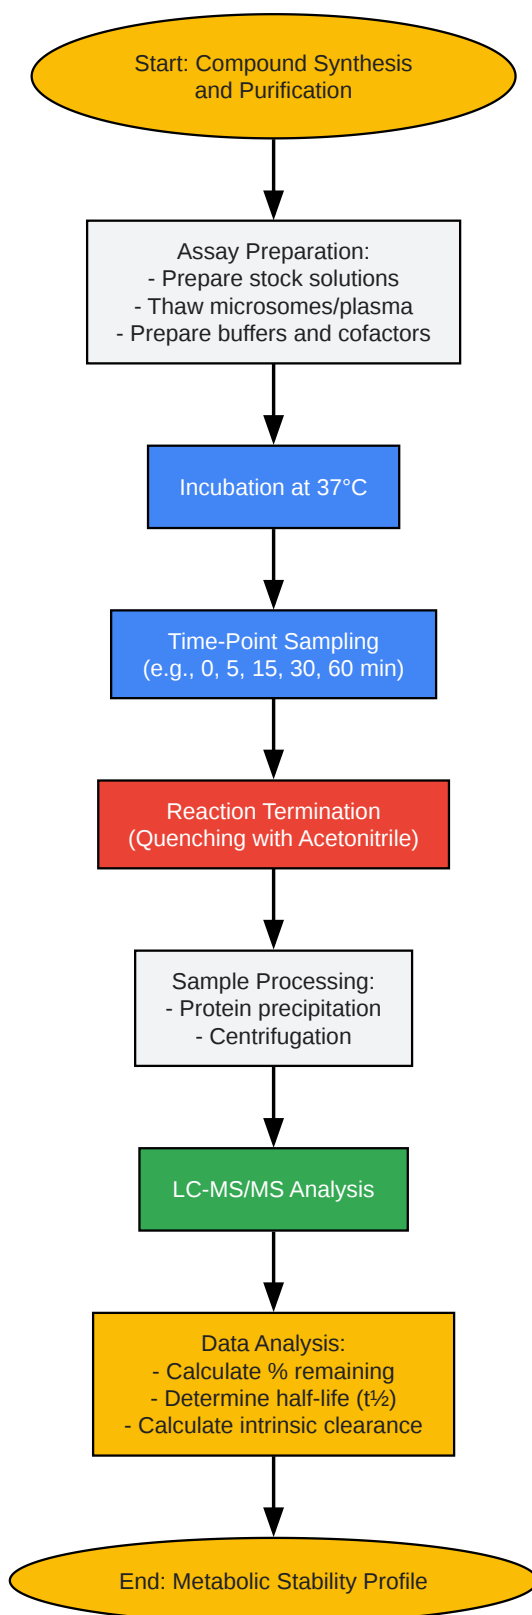 Start: Compound Synthesis
and Purification
Assay Preparation:
- Prepare stock solutions
- Thaw microsomes/plasma
- Prepare buffers and cofactors
Incubation at 37°C
Time-Point Sampling
(e.g., 0, 5, 15, 30, 60 min)
Reaction Termination
(Quenching with Acetonitrile)
Sample Processing:
- Protein precipitation
- Centrifugation
LC-MS/MS Analysis
Data Analysis:
- Calculate % remaining
- Determine half-life (t½)
- Calculate intrinsic clearance
End: Metabolic Stability Profile